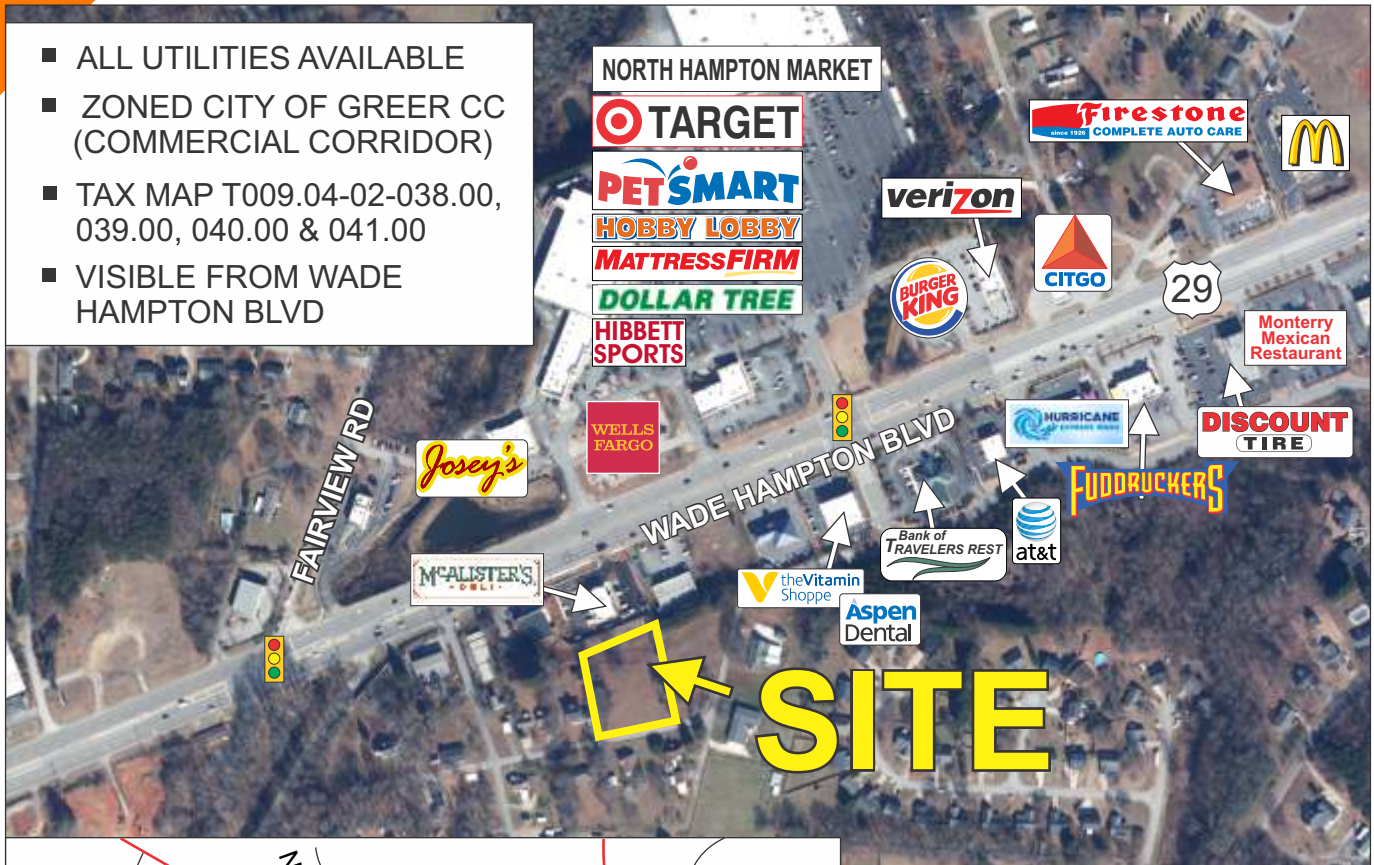 ■ ALL UTILITIES AVAILABLE
■ ZONED CITY OF GREER CC
(COMMERCIAL CORRIDOR)
■ TAX MAP T009.04-02-038.00,
039.00, 040.00 & 041.00
■ VISIBLE FROM WADE
HAMPTON BLVD
NORTH HAMPTON MARKET
TARGET
PETSMART
HOBBY LOBBY
MATTRESS FIRM
DOLLAR TREE
HIBBETT
SPORTS
WELLS
FARGO
Firestone
since 1926 COMPLETE AUTO CARE
M
verizon
BURGER
KING
CITGO
29
Monterry
Mexican
Restaurant
DISCOUNT
TIRE
HURRICANE
EXPRESS WASH
FUDDRUCKERS
at&t
Bank of
TRAVELERS REST
WADE HAMPTON BLVD
FAIRVIEW RD
Josey's
McALISTER'S
DELI
theVitamin
Shoppe
Aspen
Dental
SITE
N